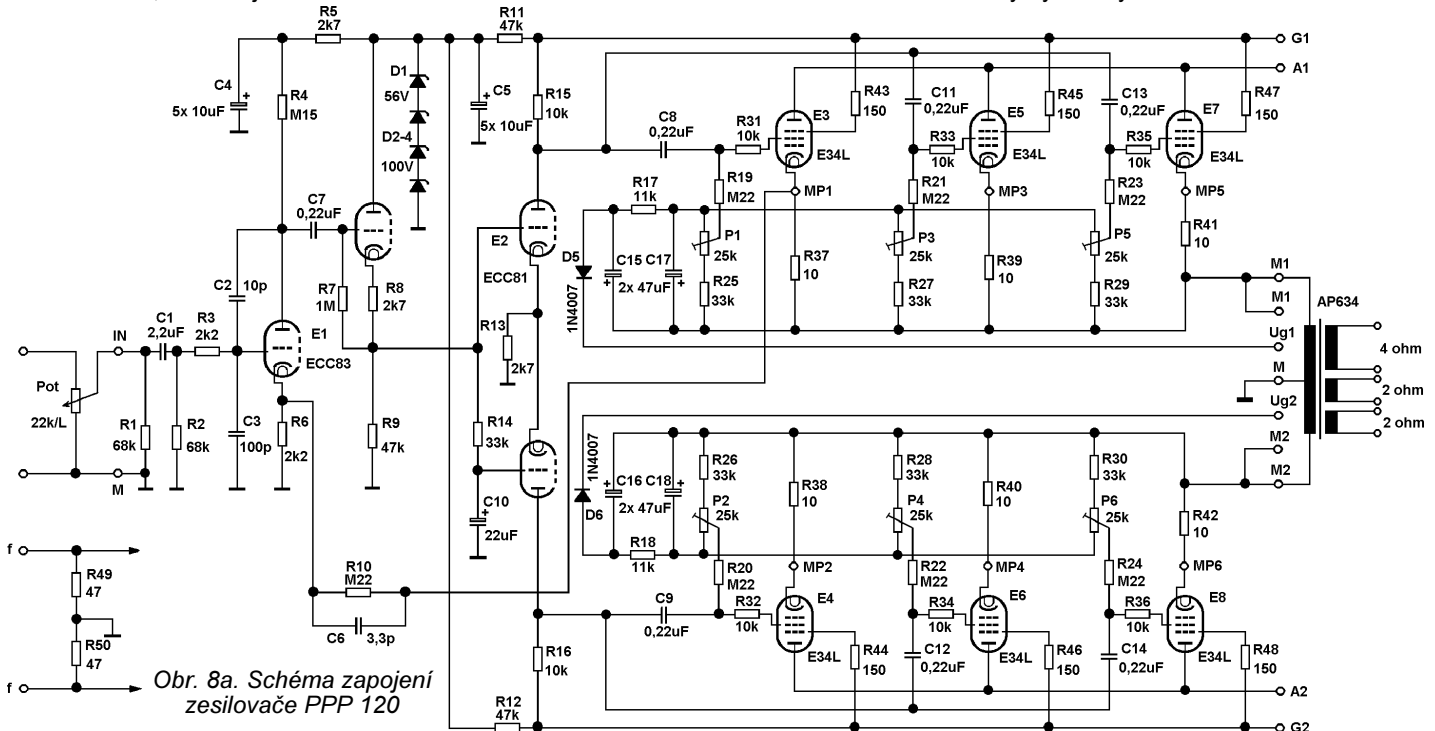 R5
2k7
R11
47k
G1
A1
C4
5x 10uF
+
R4
M15
D1
56V
D2-4
100V
+
C5
5x 10uF
R15
10k
C8
0,22uF
R31
10k
E3
E34L
R43
150
C11
0,22uF
R33
10k
E5
E34L
R45
150
C13
0,22uF
R35
10k
E7
E34L
R47
150
R19
M22
MP1
R21
M22
MP3
R23
M22
MP5
C7
0,22uF
E2
ECC81
R17
11k
D5
1N4007
C15
C17
2x 47uF
+
+
P1
25k
R25
33k
R37
10
P3
25k
R27
33k
R39
10
P5
25k
R29
33k
R41
10
M1
M1
AP634
Ug1
M
Ug2
M2
M2
4 ohm
2 ohm
2 ohm
C2
10p
R7
1M
R8
2k7
R13
2k7
IN
C1
2,2uF
R3
2k2
E1
ECC83
Pot
22k/L
R1
68k
R2
68k
C3
100p
R6
2k2
R9
47k
R14
33k
M
C10
+
22uF
1N4007
D6
+
C16
C18
+
2x 47uF
R26
33k
P2
25k
R38
10
R28
33k
P4
25k
R40
10
R30
33k
P6
25k
R42
10
R18
11k
R20
M22
MP2
R22
M22
MP4
R24
M22
MP6
f
R49
47
R50
47
f
R10
M22
C6
3,3p
C9
0,22uF
R32
10k
E4
E34L
R44
150
R34
10k
C12
0,22uF
E6
E34L
R46
150
R36
10k
C14
0,22uF
E8
E34L
R48
150
R16
10k
R12
47k
A2
G2
Obr. 8a. Schéma zapojení
zesilovače PPP 120